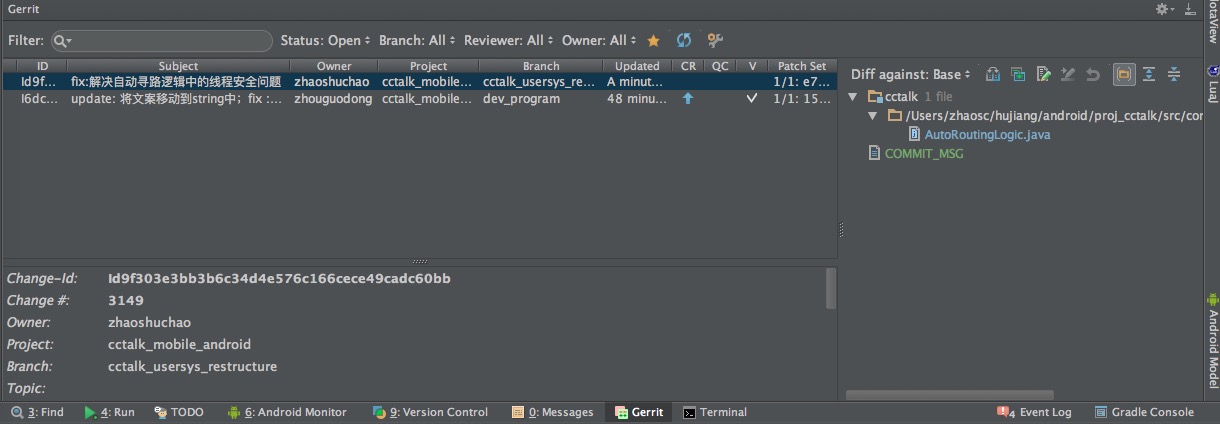 Gerrit
Filter: Status: Open Branch: All Reviewer: All Owner: All
ID Subject Owner Project Branch Updated CR QC V Patch Set
Id9f... fix:解决自动寻路逻辑中的线程安全问题 zhaoshuchao cctalk_mobile... cctalk_usersys_re... A minut... 1/1: e7...
I6dc... update: 将文案移动到string中; fix :... zhouguodong cctalk_mobile... dev_program 48 minu... 1/1: 15...
Diff against: Base
cctalk 1 file
/Users/zhaosc/hujiang/android/proj_cctalk/src/con
AutoRoutingLogic.java
COMMIT_MSG
Change-Id: Id9f303e3bb3b6c34d4e576c166cece49cadc60bb
Change #: 3149
Owner: zhaoshuchao
Project: cctalk_mobile_android
Branch: cctalk_usersys_restructure
Topic:
lotaView
LuaJ
Android Model
3: Find 4: Run TODO 6: Android Monitor 9: Version Control 0: Messages Gerrit Terminal 4 Event Log Gradle Console